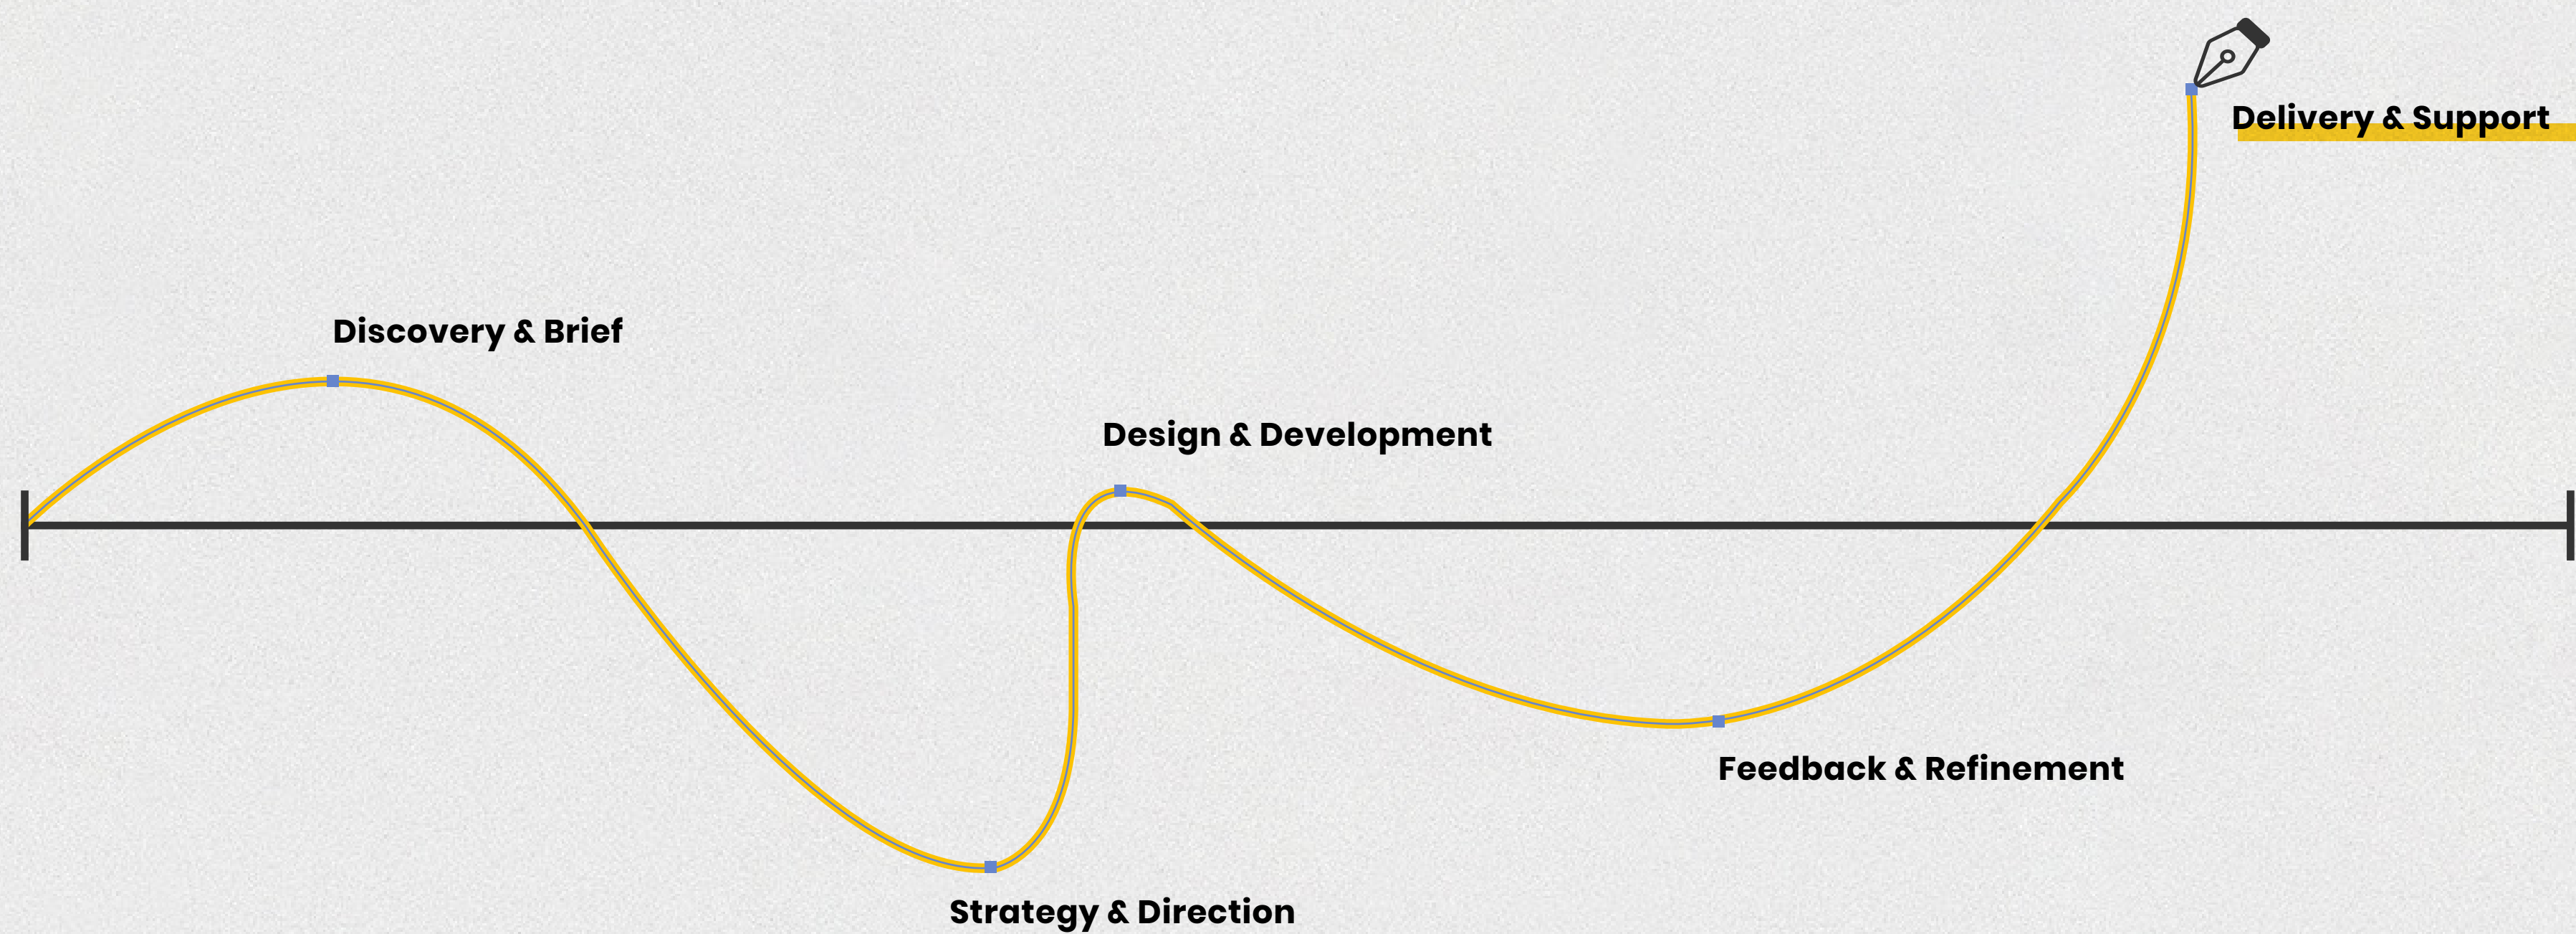 Discovery & Brief
Strategy & Direction
Design & Development
Feedback & Refinement
Delivery & Support